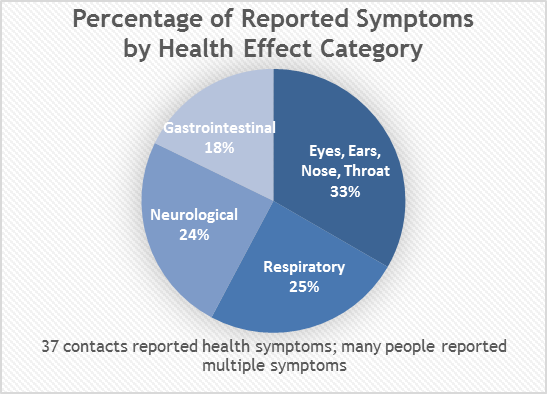 Percentage of Reported Symptoms
by Health Effect Category
Gastrointestinal
18%
Eyes, Ears,
Nose, Throat
33%
Neurological
24%
Respiratory
25%
37 contacts reported health symptoms; many people reported
multiple symptoms